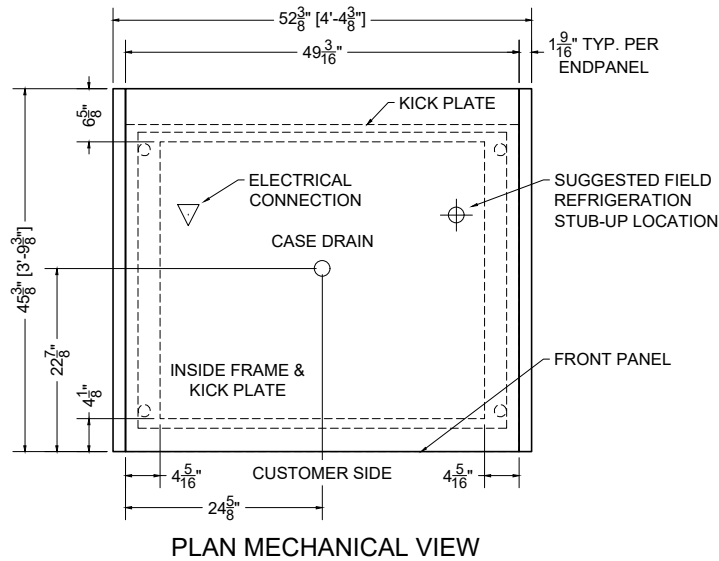 52 3/8" [4'-4 3/8"]
49 3/16"
1 9/16" TYP. PER
ENDPANEL
6 5/8"
KICK PLATE
ELECTRICAL
CONNECTION
SUGGESTED FIELD
REFRIGERATION
STUB-UP LOCATION
CASE DRAIN
45 3/8" [3'-9 3/8"]
22 7/8"
INSIDE FRAME &
KICK PLATE
FRONT PANEL
4 1/8"
4 5/16"
CUSTOMER SIDE
4 5/16"
24 5/8"
PLAN MECHANICAL VIEW